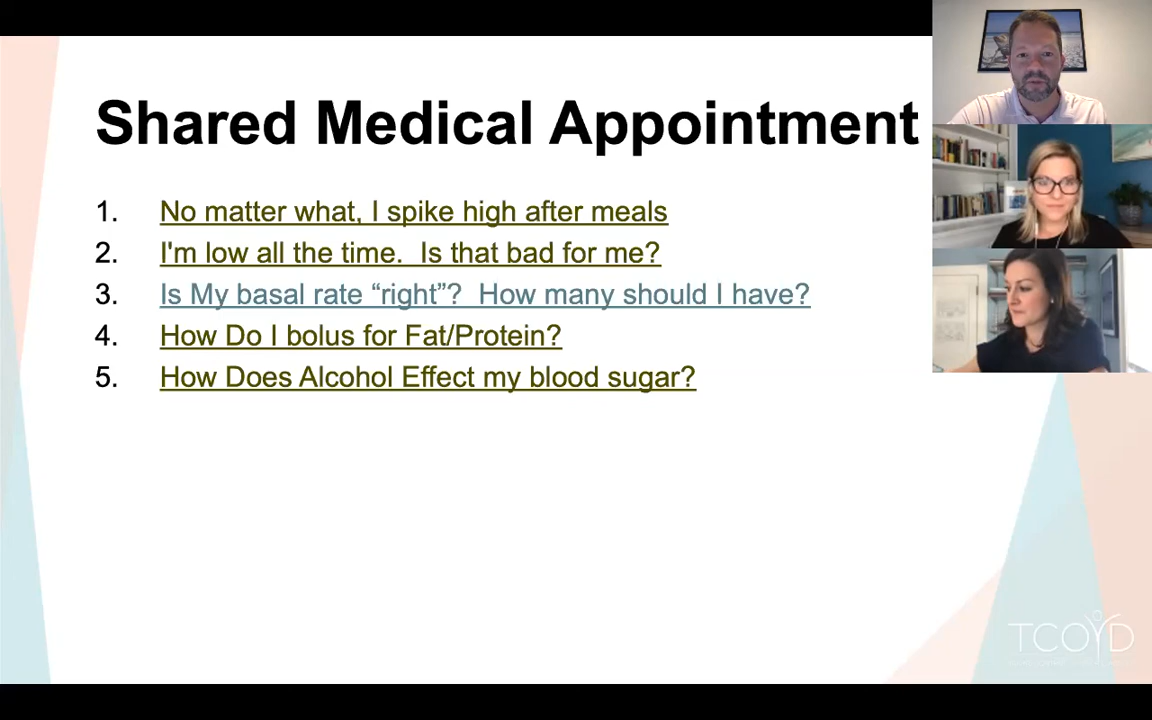 Shared Medical Appointment
1. No matter what, I spike high after meals
2. I'm low all the time. Is that bad for me?
3. Is My basal rate “right”? How many should I have?
4. How Do I bolus for Fat/Protein?
5. How Does Alcohol Effect my blood sugar?
TCOYD